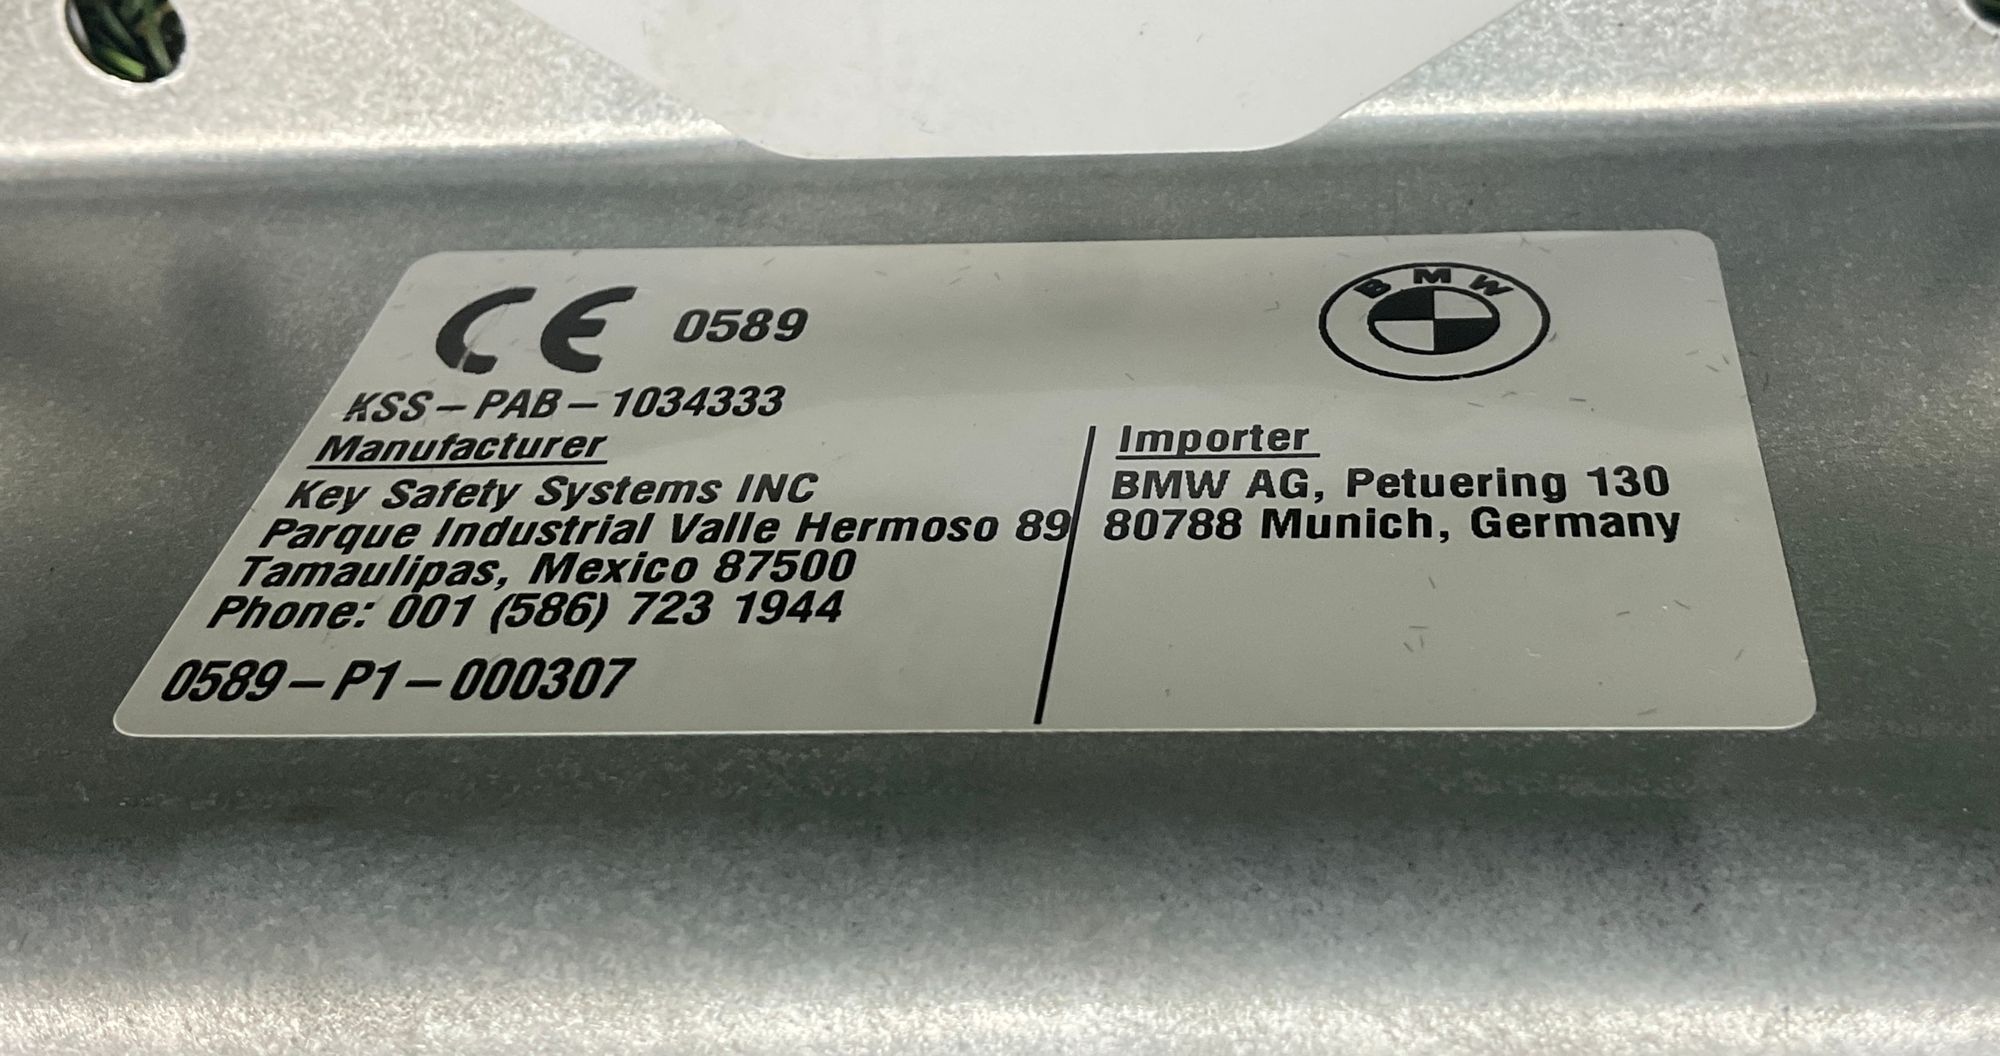 CE 0589
BMW
KSS-PAB-1034333
Manufacturer
Key Safety Systems INC
Parque Industrial Valle Hermoso 89
Tamaulipas, Mexico 87500
Phone: 001 (586) 723 1944
0589-P1-000307
Importer
BMW AG, Petuering 130
80788 Munich, Germany